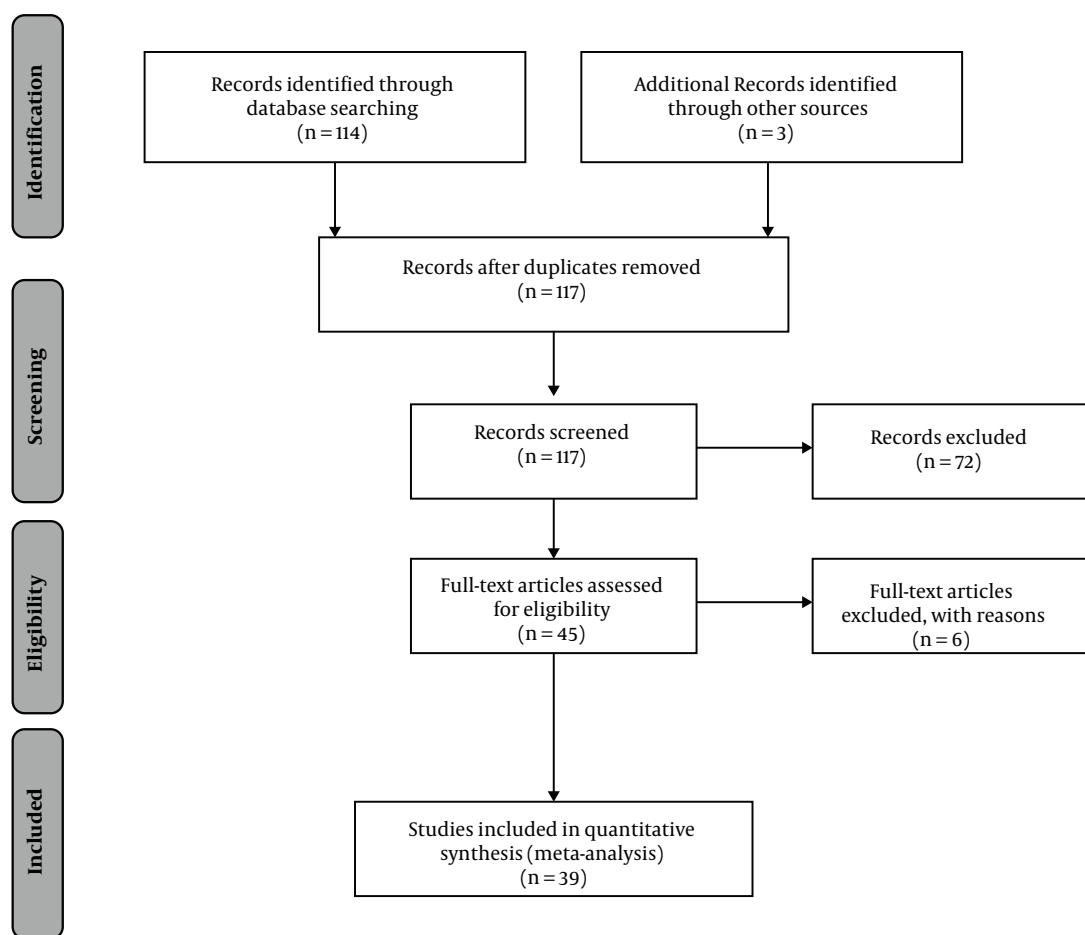 Identification
Records identified through
database searching
(n = 114)
Additional Records identified
through other sources
(n = 3)
Records after duplicates removed
(n = 117)
Screening
Records screened
(n = 117)
Records excluded
(n = 72)
Eligibility
Full-text articles assessed
for eligibility
(n = 45)
Full-text articles
excluded, with reasons
(n = 6)
Included
Studies included in quantitative
synthesis (meta-analysis)
(n = 39)